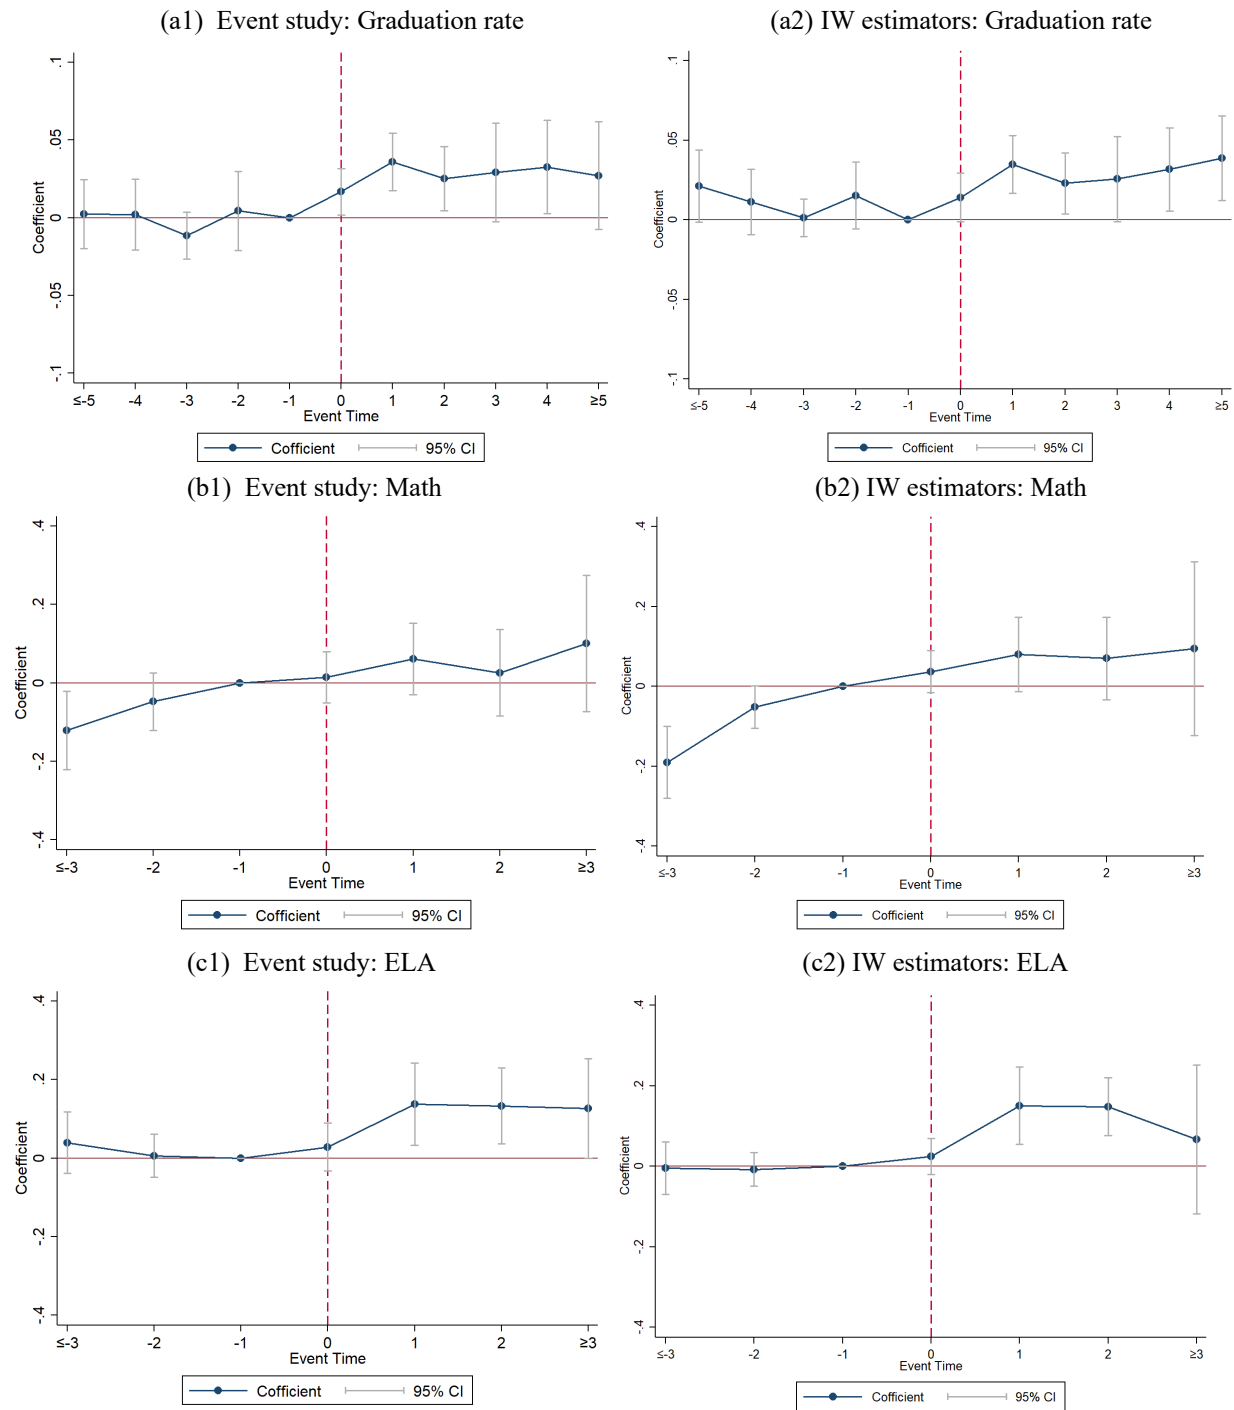 (a1) Event study: Graduation rate
(a2) IW estimators: Graduation rate
Coefficient
.1
.05
0
-.05
-.1
≤-5 -4 -3 -2 -1 0 1 2 3 4 ≥5
Event Time
Cofficient 95% CI
Coefficient
.1
.05
0
-.05
-.1
≤-5 -4 -3 -2 -1 0 1 2 3 4 ≥5
Event Time
Cofficient 95% CI
(b1) Event study: Math
(b2) IW estimators: Math
Coefficient
.4
.2
0
-.2
-.4
≤-3 -2 -1 0 1 2 ≥3
Event Time
Cofficient 95% CI
Coefficient
.4
.2
0
-.2
-.4
≤-3 -2 -1 0 1 2 ≥3
Event Time
Cofficient 95% CI
(c1) Event study: ELA
(c2) IW estimators: ELA
Coefficient
.4
.2
0
-.2
-.4
≤-3 -2 -1 0 1 2 ≥3
Event Time
Cofficient 95% CI
Coefficient
.4
.2
0
-.2
-.4
≤-3 -2 -1 0 1 2 ≥3
Event Time
Cofficient 95% CI